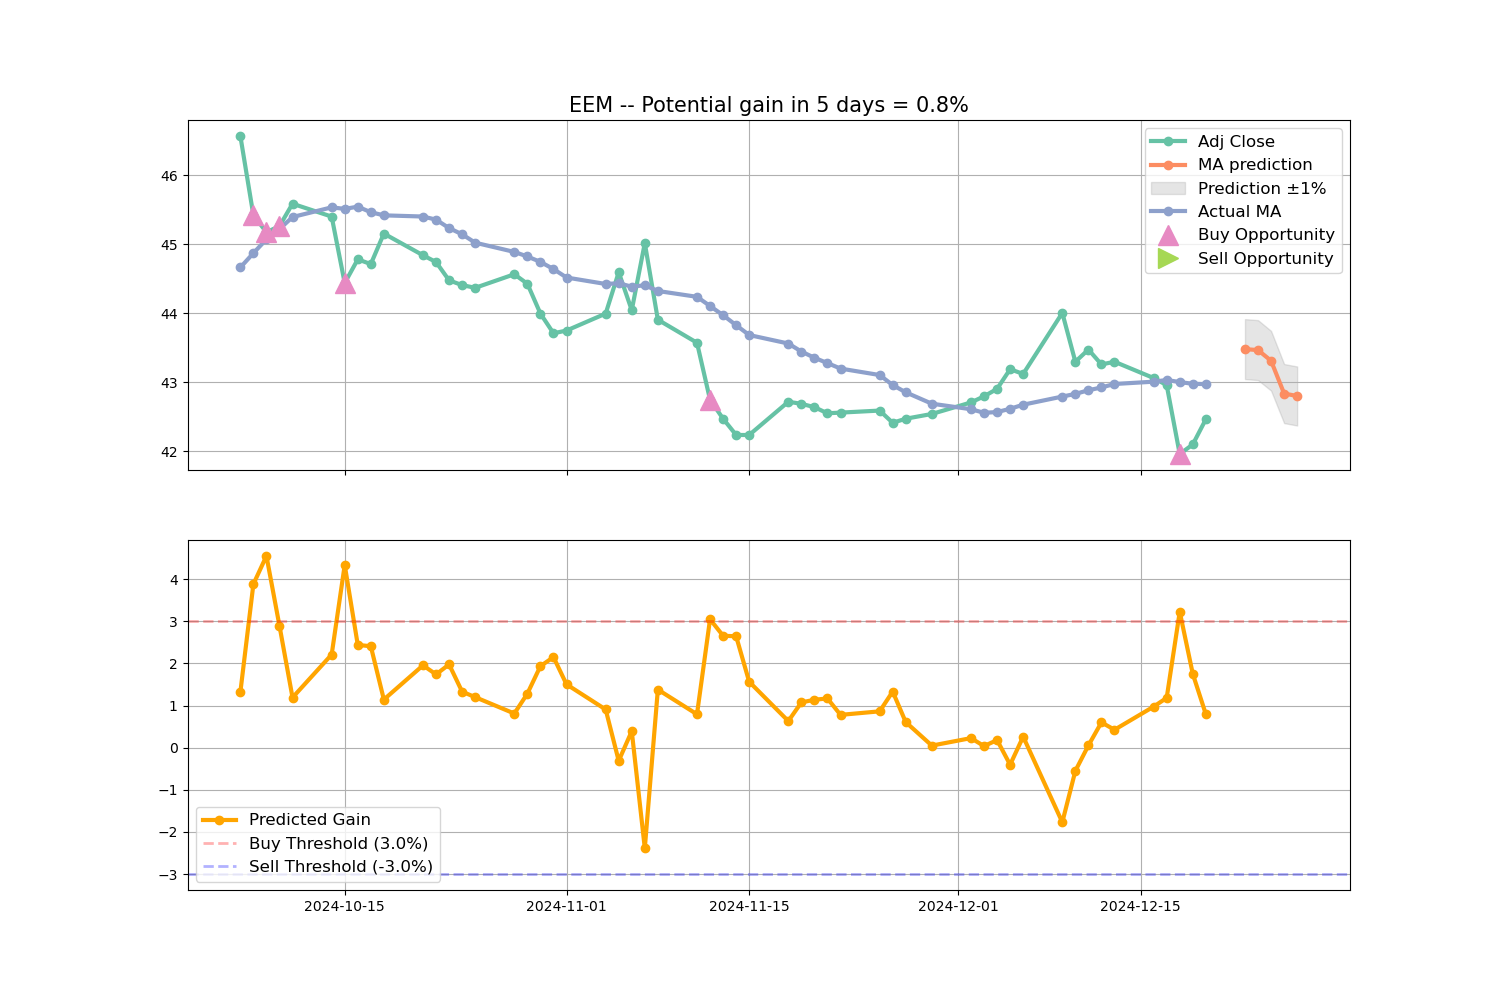 EEM -- Potential gain in 5 days = 0.8%
46
45
44
43
42
Adj Close
MA prediction
Prediction ±1%
Actual MA
Buy Opportunity
Sell Opportunity
4
3
2
1
0
−1
−2
−3
Predicted Gain
Buy Threshold (3.0%)
Sell Threshold (-3.0%)
2024-10-15
2024-11-01
2024-11-15
2024-12-01
2024-12-15